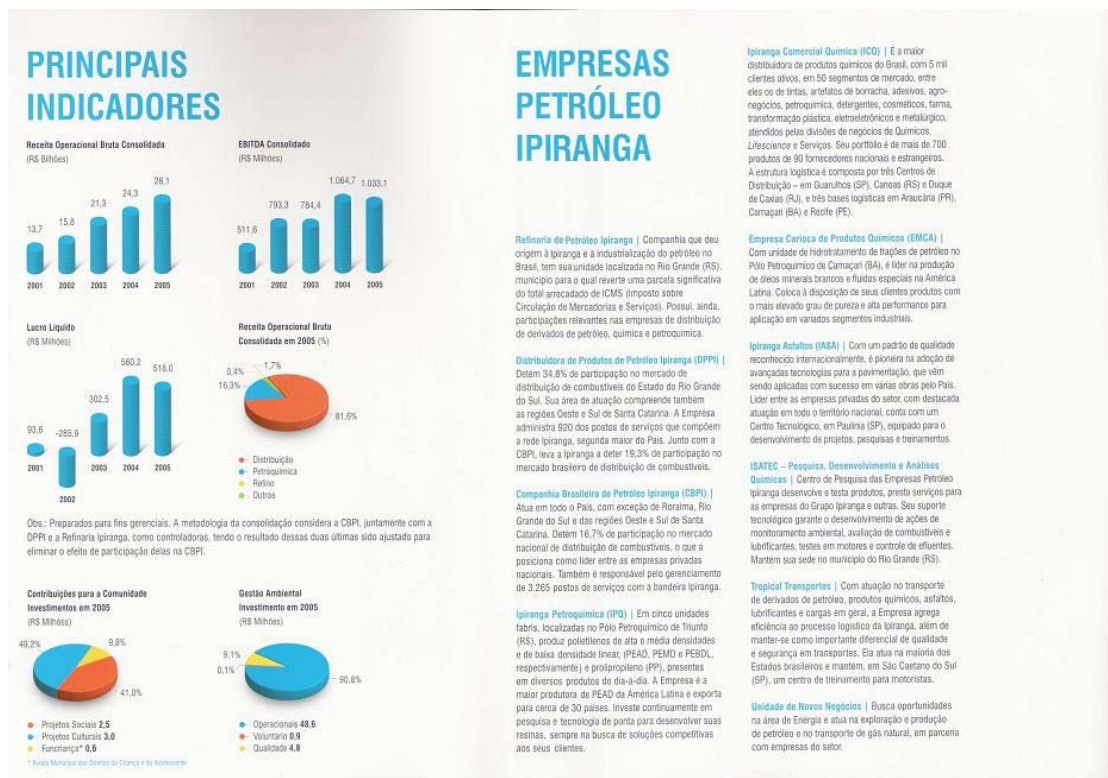 PRINCIPAIS
INDICADORES
Receita Operacional Bruta Consolidada
(R$ Bilhões)
13,7
15,8
21,3
24,3
28,1
2001
2002
2003
2004
2005
EBITDA Consolidado
(R$ Milhões)
511,6
793,3
784,4
1.064,7
1.033,1
2001
2002
2003
2004
2005
Lucro Líquido
(R$ Milhões)
93,6
-285,9
302,5
560,2
518,0
2001
2002
2003
2004
2005
Receita Operacional Bruta
Consolidada em 2005 (%)
0,4%
1,7%
16,3%
81,6%
Distribuição
Petroquímica
Refino
Outros
Obs.: Preparados para fins gerenciais. A metodologia da consolidação considera a CBPI, juntamente com a
DPPI e a Refinaria Ipiranga, como controladoras, tendo o resultado dessas duas últimas sido ajustado para
eliminar o efeito de participação delas na CBPI.
Contribuições para a Comunidade
Investimentos em 2005
(R$ Milhões)
49,2%
9,8%
41,0%
Projetos Sociais 2,5
Projetos Culturais 3,0
Funcriança* 0,6
* Fundo Municipal dos Direitos da Criança e do Adolescente
Gestão Ambiental
Investimento em 2005
(R$ Milhões)
9,1%
0,1%
90,8%
Operacionais 48,6
Voluntário 0,9
Qualidade 4,8
EMPRESAS
PETRÓLEO
IPIRANGA
Refinaria de Petróleo Ipiranga | Companhia que deu
origem à Ipiranga e à industrialização do petróleo no
Brasil, tem sua unidade localizada no Rio Grande (RS),
município para o qual reverte uma parcela significativa
do total arrecadado de ICMS (Imposto sobre
Circulação de Mercadorias e Serviços). Possui, ainda,
participações relevantes nas empresas de distribuição
de derivados de petróleo, química e petroquímica.
Distribuidora de Produtos de Petróleo Ipiranga (DPPI) |
Detém 34,8% de participação no mercado de
distribuição de combustíveis do Estado do Rio Grande
do Sul. Sua área de atuação compreende também
as regiões Oeste e Sul de Santa Catarina. A Empresa
administra 920 dos postos de serviços que compõem
a rede Ipiranga, segunda maior do País. Junto com a
CBPI, leva a Ipiranga a deter 19,3% de participação no
mercado brasileiro de distribuição de combustíveis.
Companhia Brasileira de Petróleo Ipiranga (CBPI) |
Atua em todo o País, com exceção de Roraima, Rio
Grande do Sul e das regiões Oeste e Sul de Santa
Catarina. Detém 16,7% de participação no mercado
nacional de distribuição de combustíveis, o que a
posiciona como líder entre as empresas privadas
nacionais. Também é responsável pelo gerenciamento
de 3.265 postos de serviços com a bandeira Ipiranga.
Ipiranga Petroquímica (IPQ) | Em cinco unidades
fabris, localizadas no Pólo Petroquímico de Triunfo
(RS), produz polietilenos de alta e média densidades
e de baixa densidade linear, (PEAD, PEMD e PEBDL,
respectivamente) e prolipropileno (PP), presentes
em diversos produtos do dia-a-dia. A Empresa é a
maior produtora de PEAD da América Latina e exporta
para cerca de 30 países. Investe continuamente em
pesquisa e tecnologia de ponta para desenvolver suas
resinas, sempre na busca de soluções competitivas
aos seus clientes.
Ipiranga Comercial Química (ICQ) | É a maior
distribuidora de produtos químicos do Brasil, com 5 mil
clientes ativos, em 50 segmentos de mercado, entre
eles os de tintas, artefatos de borracha, adesivos, agro-
negócios, petroquímica, detergentes, cosméticos, farma,
transformação plástica, eletroeletrônicos e metalúrgico,
atendidos pelas divisões de negócios de Químicos,
Lifescience e Serviços. Seu portfólio é de mais de 700
produtos de 90 fornecedores nacionais e estrangeiros.
A estrutura logística é composta por três Centros de
Distribuição – em Guarulhos (SP), Canoas (RS) e Duque
de Caxias (RJ), e três bases logísticas em Araucária (PR),
Camaçari (BA) e Recife (PE).
Empresa Carioca de Produtos Químicos (EMCA) |
Com unidade de hidrotratamento de frações de petróleo no
Pólo Petroquímico de Camaçari (BA), é líder na produção
de óleos minerais brancos e fluidos especiais na América
Latina. Coloca à disposição de seus clientes produtos com
o mais elevado grau de pureza e alta performance para
aplicação em variados segmentos industriais.
Ipiranga Asfaltos (IASA) | Com um padrão de qualidade
reconhecido internacionalmente, é pioneira na adoção de
avançadas tecnologias para a pavimentação, que vêm
sendo aplicadas com sucesso em várias obras pelo País.
Líder entre as empresas privadas do setor, com destacada
atuação em todo o território nacional, conta com um
Centro Tecnológico, em Paulínia (SP), equipado para o
desenvolvimento de projetos, pesquisas e treinamentos.
ISATEC – Pesquisa, Desenvolvimento e Análises
Químicas | Centro de Pesquisa das Empresas Petróleo
Ipiranga desenvolve e testa produtos, presta serviços para
as empresas do Grupo Ipiranga e outras. Seu suporte
tecnológico garante o desenvolvimento de ações de
monitoramento ambiental, avaliação de combustíveis e
lubrificantes, testes em motores e controle de efluentes.
Mantém sua sede no município do Rio Grande (RS).
Tropical Transportes | Com atuação no transporte
de derivados de petróleo, produtos químicos, asfaltos,
lubrificantes e cargas em geral, a Empresa agrega
eficiência ao processo logístico da Ipiranga, além de
manter-se como importante diferencial de qualidade
e segurança em transportes. Ela atua na maioria dos
Estados brasileiros e mantém, em São Caetano do Sul
(SP), um centro de treinamento para motoristas.
Unidade de Novos Negócios | Busca oportunidades
na área de Energia e atua na exploração e produção
de petróleo e no transporte de gás natural, em parceria
com empresas do setor.